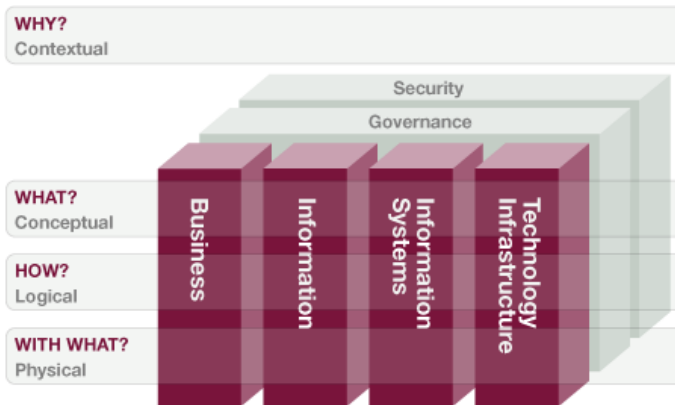 WHY?
Contextual
Security
Governance
WHAT?
Conceptual
HOW?
Logical
WITH WHAT?
Physical
Business
Information
Information
Systems
Technology
Infrastructure